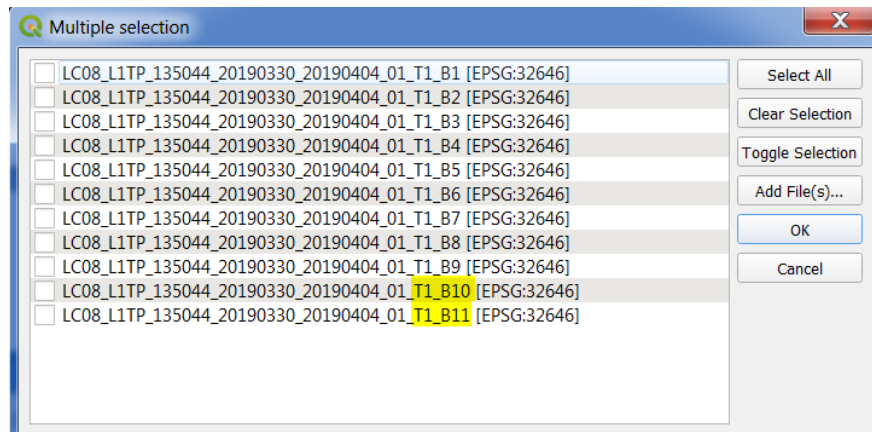 Multiple selection
X
LC08_L1TP_135044_20190330_20190404_01_T1_B1 [EPSG:32646]
LC08_L1TP_135044_20190330_20190404_01_T1_B2 [EPSG:32646]
LC08_L1TP_135044_20190330_20190404_01_T1_B3 [EPSG:32646]
LC08_L1TP_135044_20190330_20190404_01_T1_B4 [EPSG:32646]
LC08_L1TP_135044_20190330_20190404_01_T1_B5 [EPSG:32646]
LC08_L1TP_135044_20190330_20190404_01_T1_B6 [EPSG:32646]
LC08_L1TP_135044_20190330_20190404_01_T1_B7 [EPSG:32646]
LC08_L1TP_135044_20190330_20190404_01_T1_B8 [EPSG:32646]
LC08_L1TP_135044_20190330_20190404_01_T1_B9 [EPSG:32646]
LC08_L1TP_135044_20190330_20190404_01_T1_B10 [EPSG:32646]
LC08_L1TP_135044_20190330_20190404_01_T1_B11 [EPSG:32646]
Select All
Clear Selection
Toggle Selection
Add File(s)...
OK
Cancel